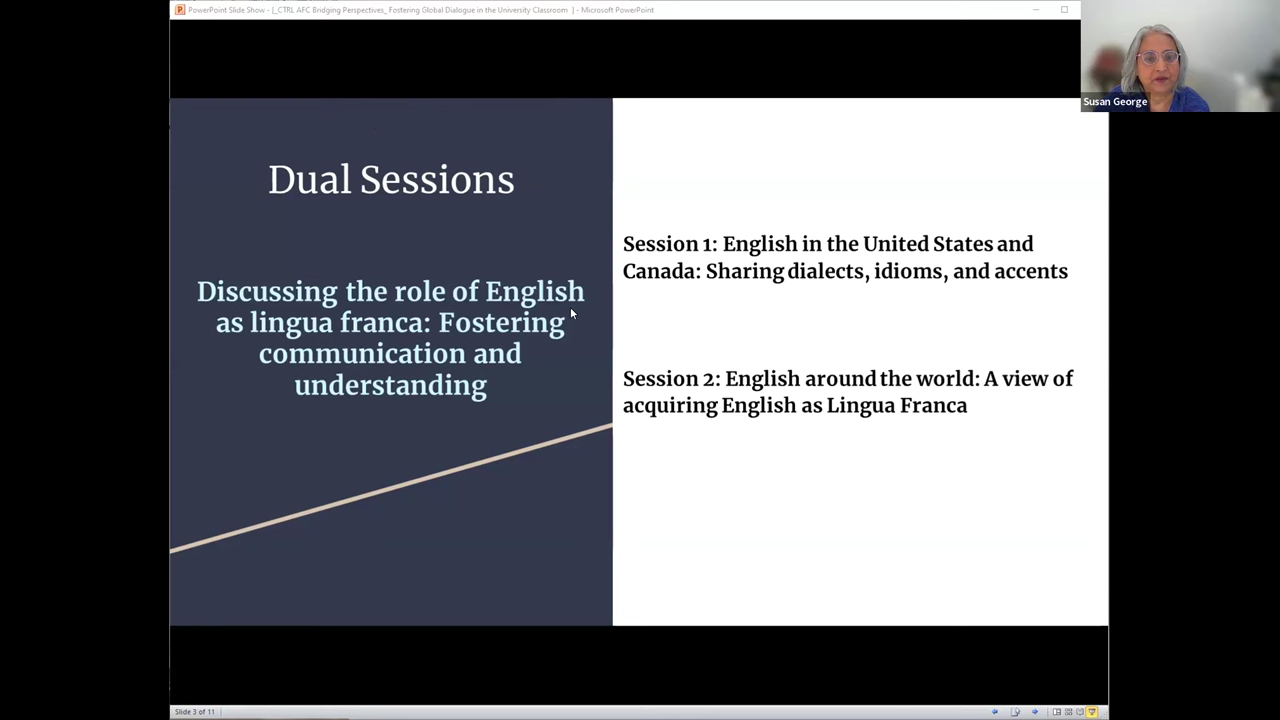 PowerPoint Slide Show - [_CTRL AFC Bridging Perspectives_ Fostering Global Dialogue in the University Classroom ] - Microsoft PowerPoint
Susan George
Dual Sessions
Discussing the role of English
as lingua franca: Fostering
communication and
understanding
Session 1: English in the United States and
Canada: Sharing dialects, idioms, and accents
Session 2: English around the world: A view of
acquiring English as Lingua Franca
Slide 3 of 11